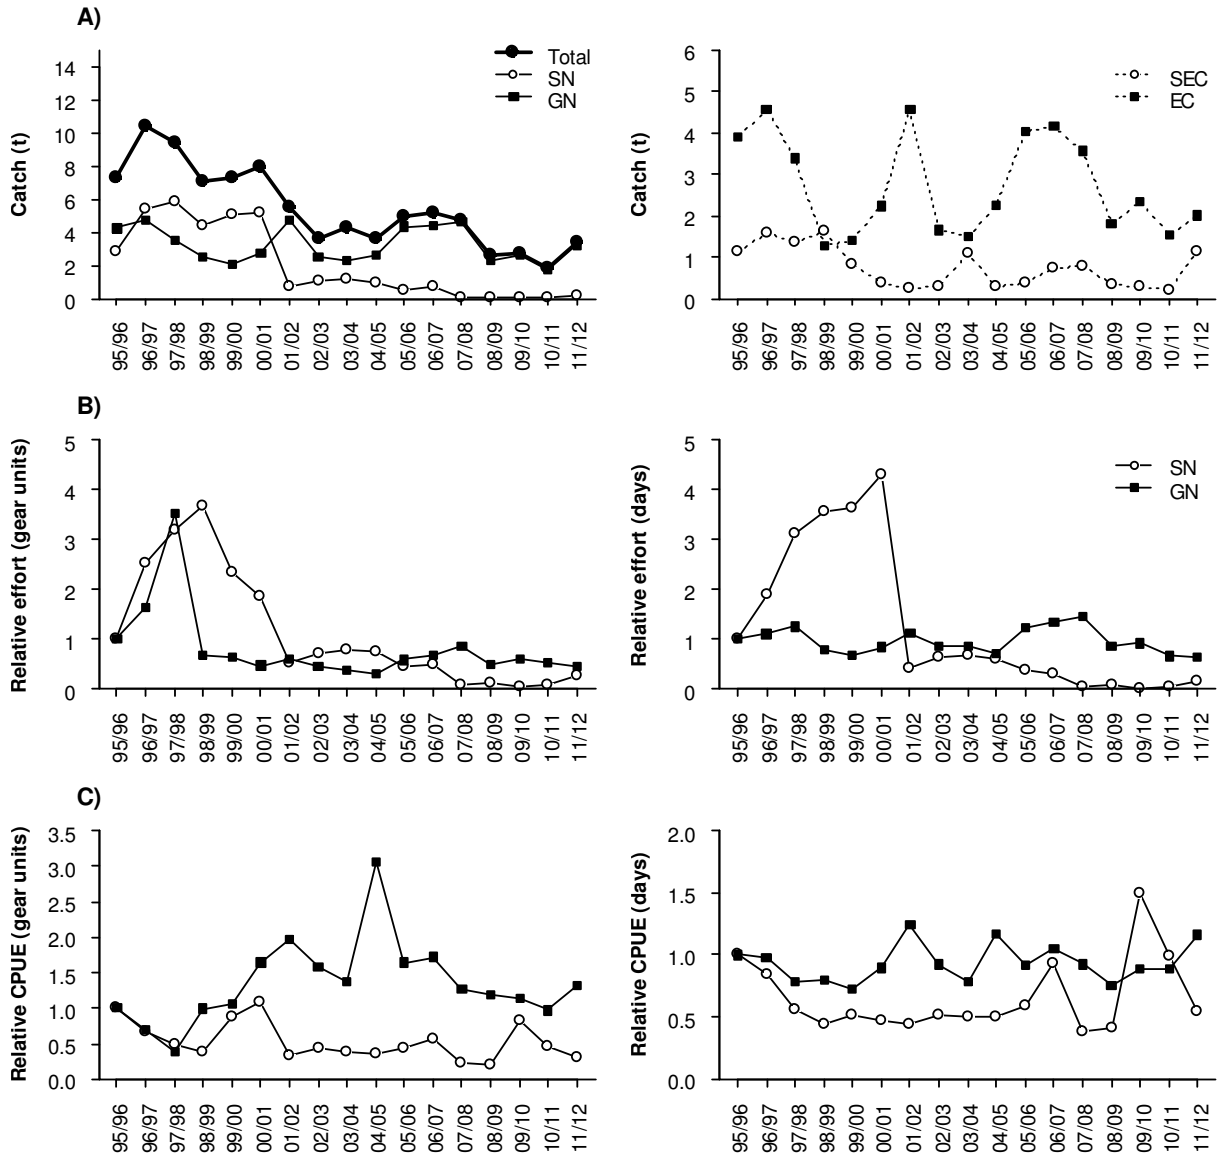 A)
Catch (t)
14
12
10
8
6
4
2
0
Total
SN
GN
95/96 96/97 97/98 98/99 99/00 00/01 01/02 02/03 03/04 04/05 05/06 06/07 07/08 08/09 09/10 10/11 11/12
Catch (t)
6
5
4
3
2
1
0
SEC
EC
95/96 96/97 97/98 98/99 99/00 00/01 01/02 02/03 03/04 04/05 05/06 06/07 07/08 08/09 09/10 10/11 11/12
B)
Relative effort (gear units)
5
4
3
2
1
0
95/96 96/97 97/98 98/99 99/00 00/01 01/02 02/03 03/04 04/05 05/06 06/07 07/08 08/09 09/10 10/11 11/12
Relative effort (days)
5
4
3
2
1
0
SN
GN
95/96 96/97 97/98 98/99 99/00 00/01 01/02 02/03 03/04 04/05 05/06 06/07 07/08 08/09 09/10 10/11 11/12
C)
Relative CPUE (gear units)
3.5
3.0
2.5
2.0
1.5
1.0
0.5
0.0
95/96 96/97 97/98 98/99 99/00 00/01 01/02 02/03 03/04 04/05 05/06 06/07 07/08 08/09 09/10 10/11 11/12
Relative CPUE (days)
2.0
1.5
1.0
0.5
0.0
95/96 96/97 97/98 98/99 99/00 00/01 01/02 02/03 03/04 04/05 05/06 06/07 07/08 08/09 09/10 10/11 11/12